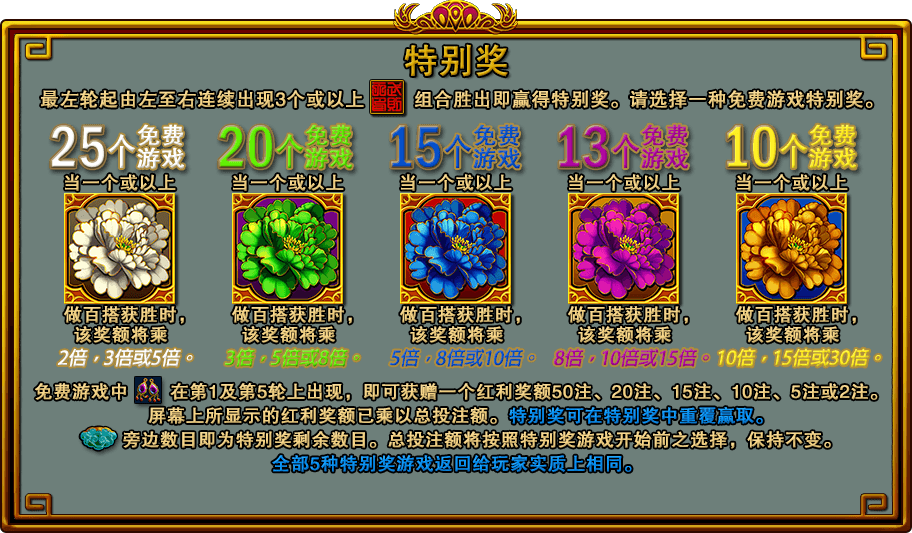 特别奖
最左轮起由左至右连续出现3个或以上 组合胜出即赢得特别奖。请选择一种免费游戏特别奖。
25个免费游戏 20个免费游戏 15个免费游戏 13个免费游戏 10个免费游戏
当一个或以上 当一个或以上 当一个或以上 当一个或以上 当一个或以上
做百搭获胜时， 做百搭获胜时， 做百搭获胜时， 做百搭获胜时， 做百搭获胜时，
该奖额将乘 该奖额将乘 该奖额将乘 该奖额将乘 该奖额将乘
2倍，3倍或5倍。 3倍，5倍或8倍。 5倍，8倍或10倍。 8倍，10倍或15倍。 10倍，15倍或30倍。
免费游戏中 在第1及第5轮上出现，即可获赠一个红利奖额50注、20注、15注、10注、5注或2注。
屏幕上所显示的红利奖额已乘以总投注额。特别奖可在特别奖中重覆赢取。
旁边数目即为特别奖剩余数目。总投注额将按照特别奖游戏开始前之选择，保持不变。
全部5种特别奖游戏返回给玩家实质上相同。